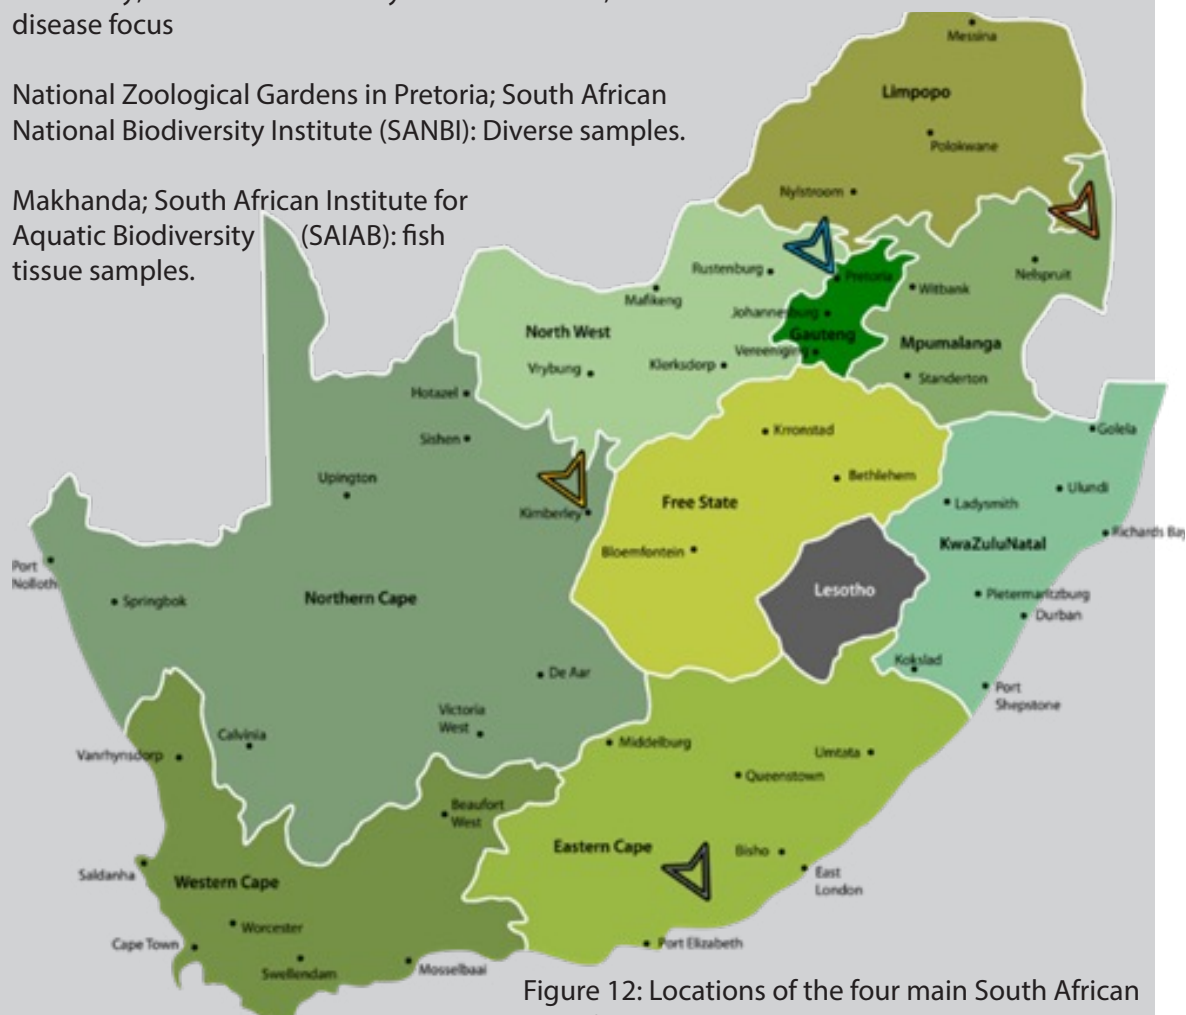 disease focus
National Zoological Gardens in Pretoria; South African
National Biodiversity Institute (SANBI): Diverse samples.
Makhanda; South African Institute for
Aquatic Biodiversity (SAIAB): fish
tissue samples.
Messina
Limpopo
Polokwane
Nylstroom
Rustenburg
Pretoria
Nelspruit
Witbank
Mafikeng
Johannesburg
North West
Gauteng
Mpumalanga
Vereeniging
Vrybung
Klerksdorp
Standerton
Hotazel
Sishen
Krronstad
Golela
Upington
Bethlehem
Ulundi
Free State
Ladysmith
Kimberley
Richards Bay
KwaZuluNatal
Bloemfontein
Port
Nolloth
Lesotho
Springbok
Northern Cape
Pietermaritzburg
Durban
Kokslad
De Aar
Port
Shepstone
Victoria
West
Calvinia
Middelburg
Umtata
Vanrhynsdorp
Queenstown
Beaufort
West
Eastern Cape
Bisho
East
London
Saldanha
Western Cape
Worcester
Cape Town
Port Elizabeth
Swellendam
Mosselbaai
Figure 12: Locations of the four main South African